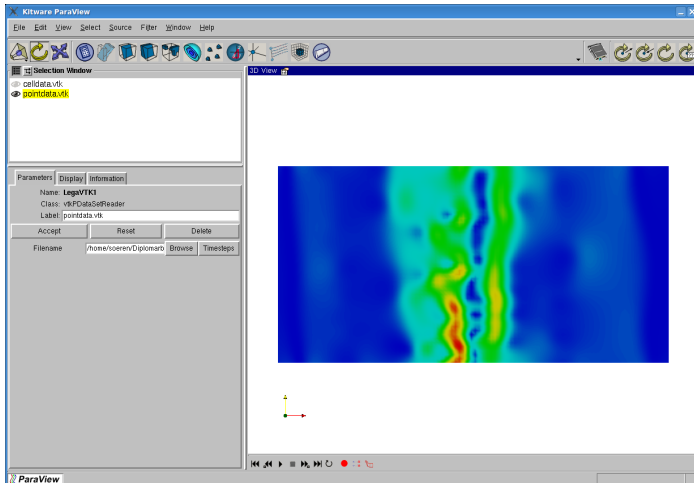 Kitware ParaView
File Edit View Select Source Filter Window Help
Selection Window
3D View
celldata.vtk
pointdata.vtk
Parameters Display Information
Name: LegaVTK1
Class: vtkPDataSetReader
Label: pointdata.vtk
Accept Reset Delete
Filename /home/soeren/Diplomarb Browse Timesteps
ParaView